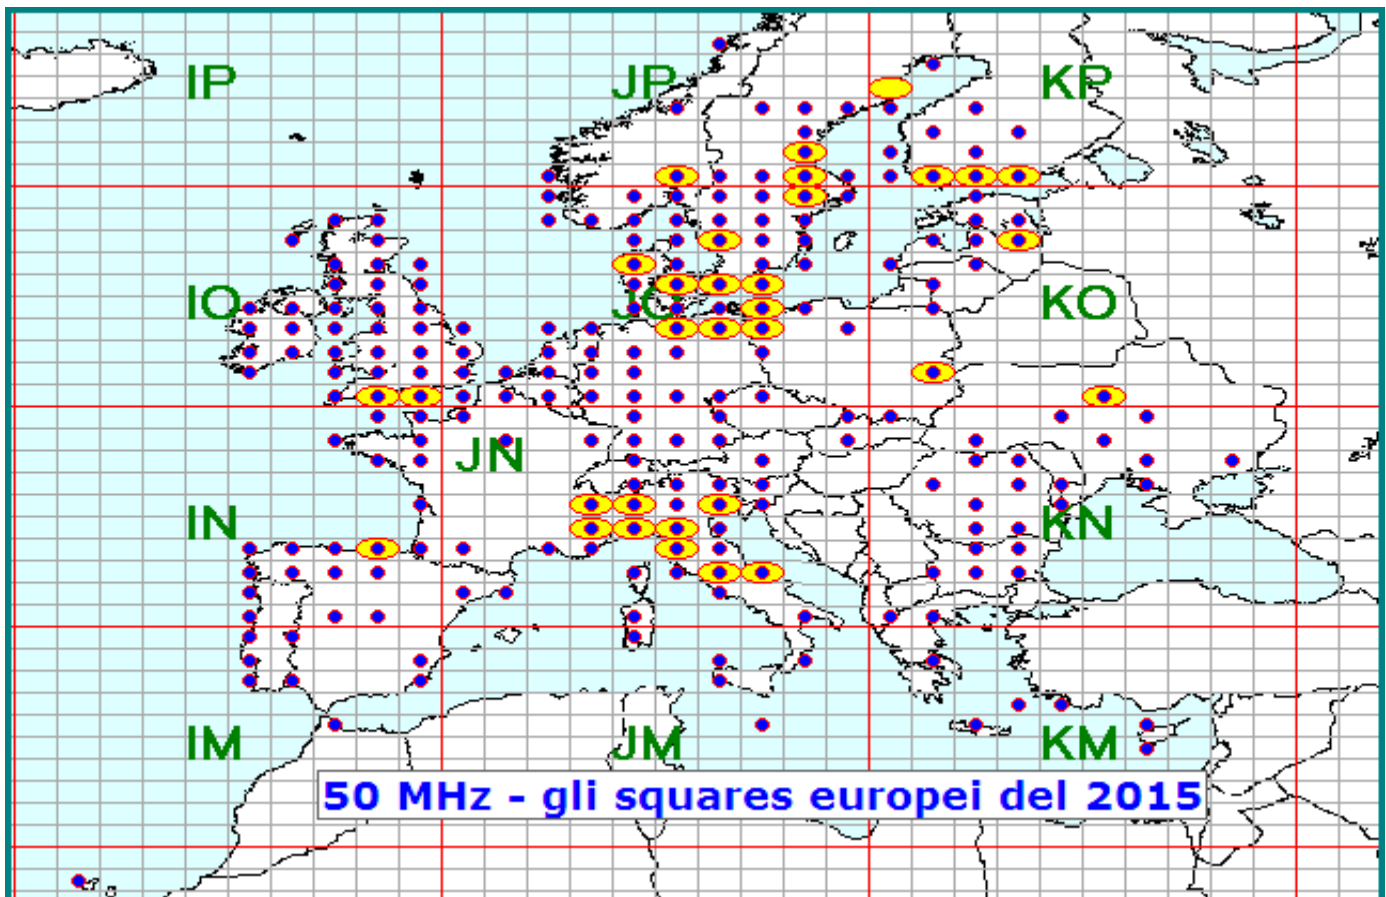 IP JP KP
IO JO KO
JN
IN KN
IM JM KM
50 MHz - gli squares europei del 2015